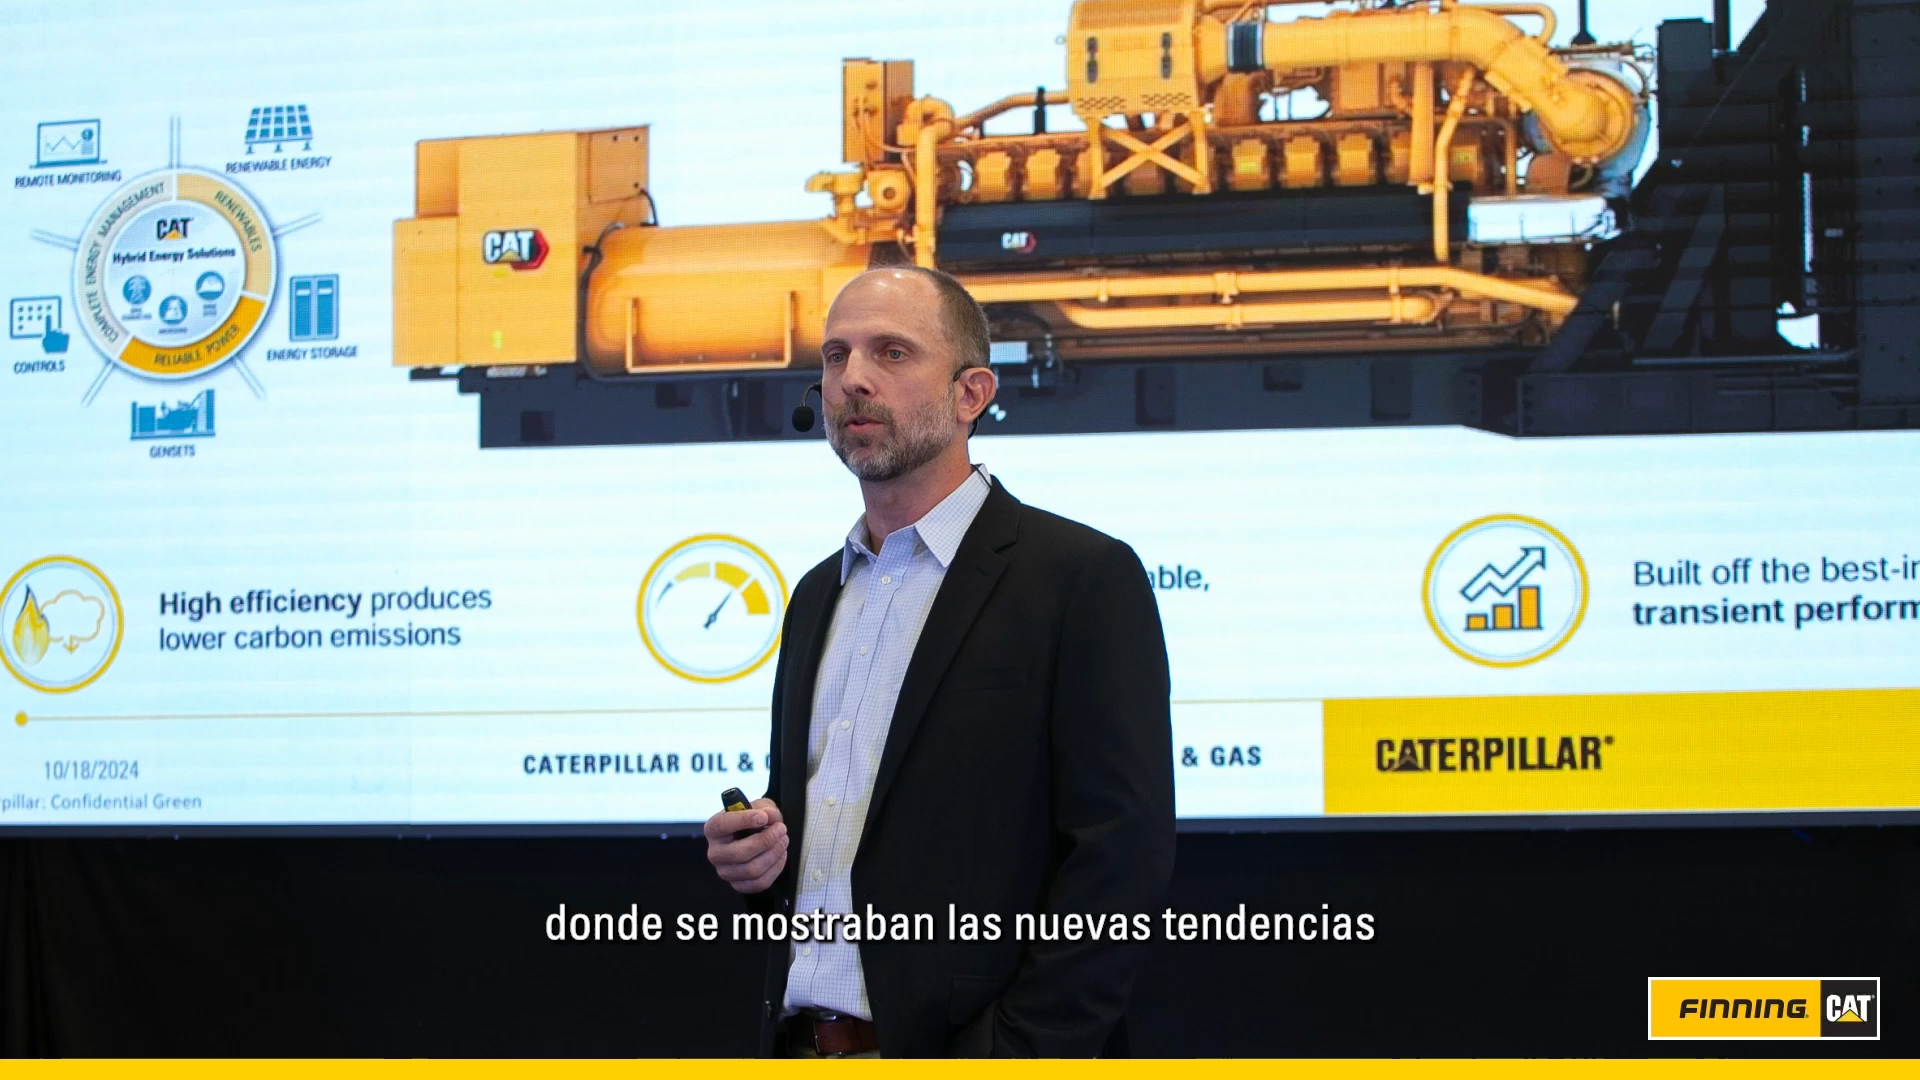 REMOTE MONITORING
RENEWABLE ENERGY
COMPLETE ENERGY MANAGEMENT
RENEWABLES
CAT
Hybrid Energy Solutions
RELIABLE POWER
CONTROLS
ENERGY STORAGE
GENSETS
CAT
CAT
High efficiency produces
lower carbon emissions
able,
Built off the best-in
transient perform
10/18/2024
CATERPILLAR OIL &
& GAS
CATERPILLAR®
pillar: Confidential Green
donde se mostraban las nuevas tendencias
FINNING. CAT